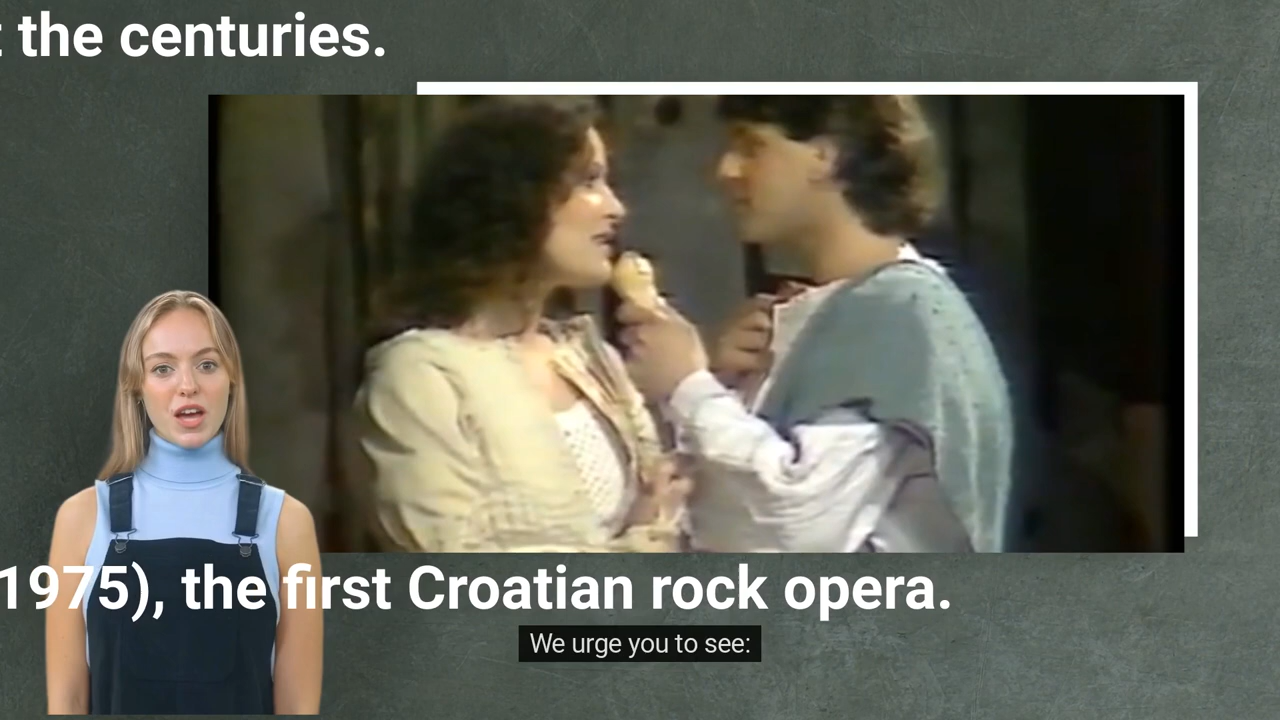 the centuries.
1975), the first Croatian rock opera.
We urge you to see: